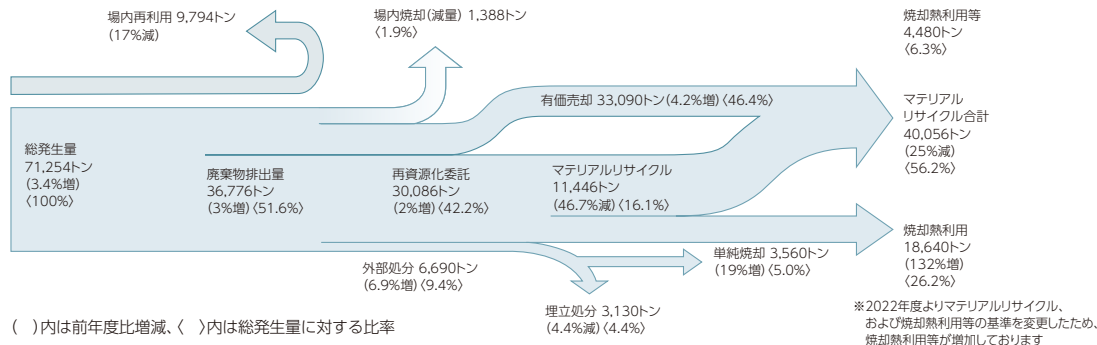 場内再利用 9,794トン
(17%減)
場内焼却(減量) 1,388トン
〈1.9%〉
焼却熱利用等
4,480トン
〈6.3%〉
有価売却 33,090トン(4.2%増)〈46.4%〉
マテリアル
リサイクル合計
40,056トン
(25%減)
〈56.2%〉
総発生量
71,254トン
(3.4%増)
〈100%〉
廃棄物排出量
36,776トン
(3%増)〈51.6%〉
再資源化委託
30,086トン
(2%増)〈42.2%〉
マテリアルリサイクル
11,446トン
(46.7%減)〈16.1%〉
焼却熱利用
18,640トン
(132%増)
〈26.2%〉
外部処分 6,690トン
(6.9%増)〈9.4%〉
単純焼却 3,560トン
(19%増)〈5.0%〉
埋立処分 3,130トン
(4.4%減)〈4.4%〉
( )内は前年度比増減、〈 〉内は総発生量に対する比率
※2022年度よりマテリアルリサイクル、
および焼却熱利用等の基準を変更したため、
焼却熱利用等が増加しております